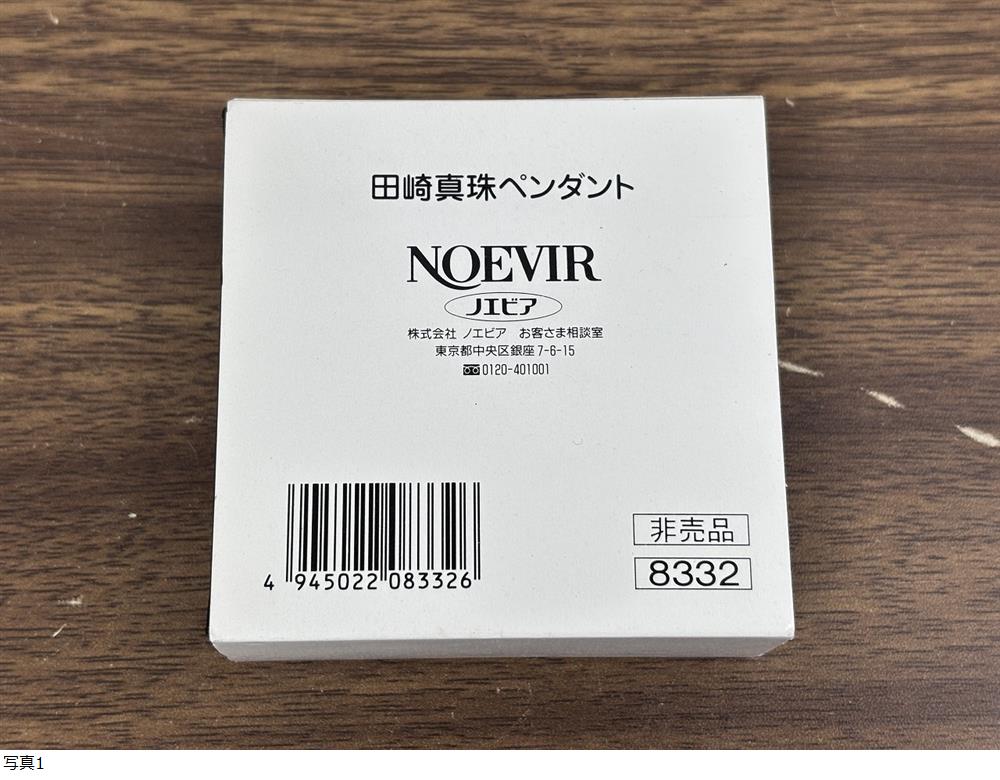 田崎真珠ペンダント
NOEVIR
ノエビア
株式会社 ノエビア お客さま相談室
東京都中央区銀座7-6-15
0120-401001
非売品
8332
4 945022 083326
写真1